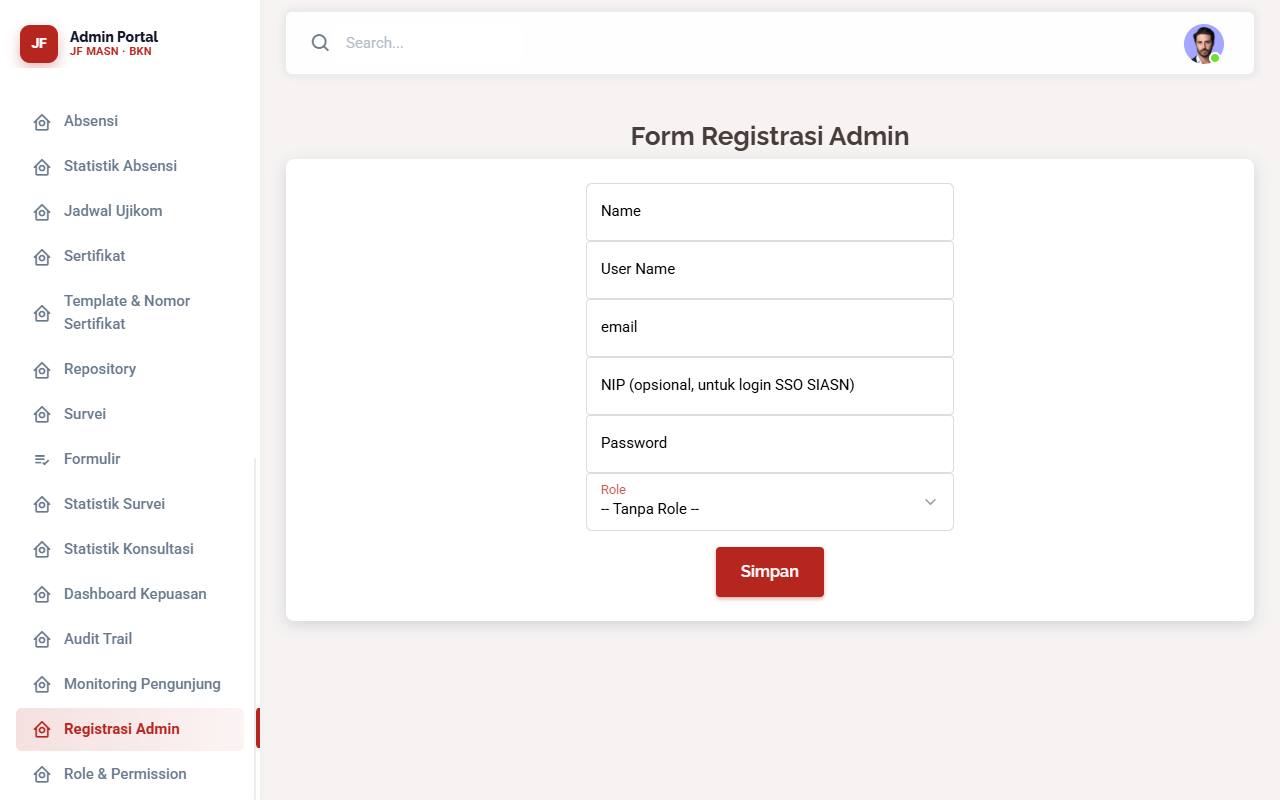 JF
Admin Portal
JF MASN · BKN
Search...
Absensi
Statistik Absensi
Jadwal Ujikom
Sertifikat
Template & Nomor
Sertifikat
Repository
Survei
Formulir
Statistik Survei
Statistik Konsultasi
Dashboard Kepuasan
Audit Trail
Monitoring Pengunjung
Registrasi Admin
Role & Permission
Form Registrasi Admin
Name
User Name
email
NIP (opsional, untuk login SSO SIASN)
Password
Role
-- Tanpa Role --
Simpan